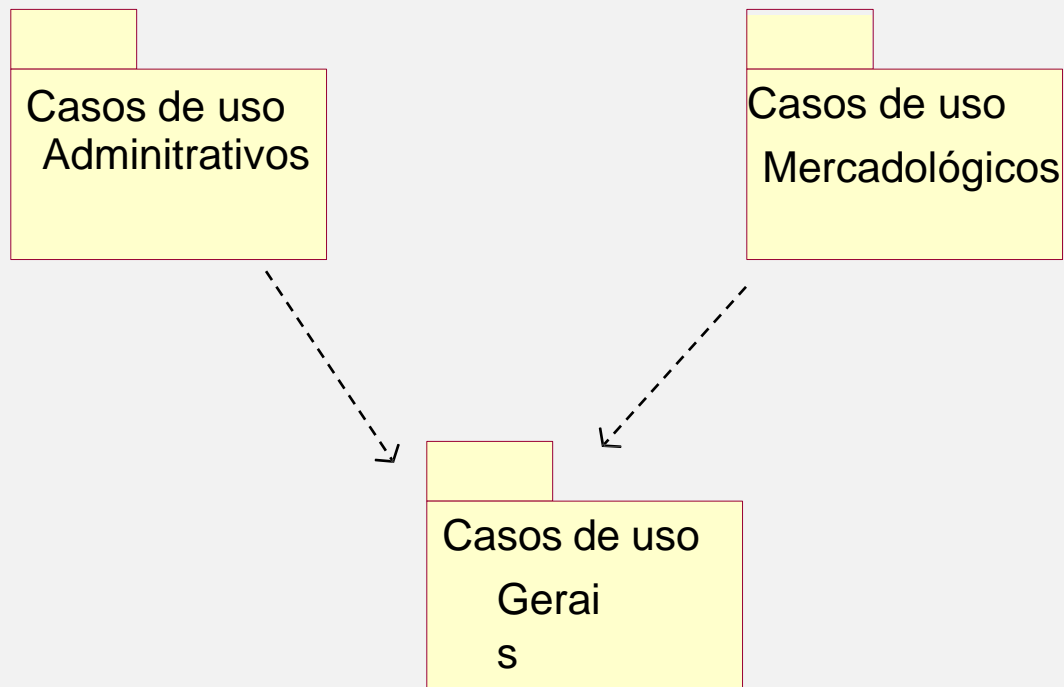 Casos de uso
Adminitrativos
Casos de uso
Mercadológicos
Casos de uso
Gerai
s